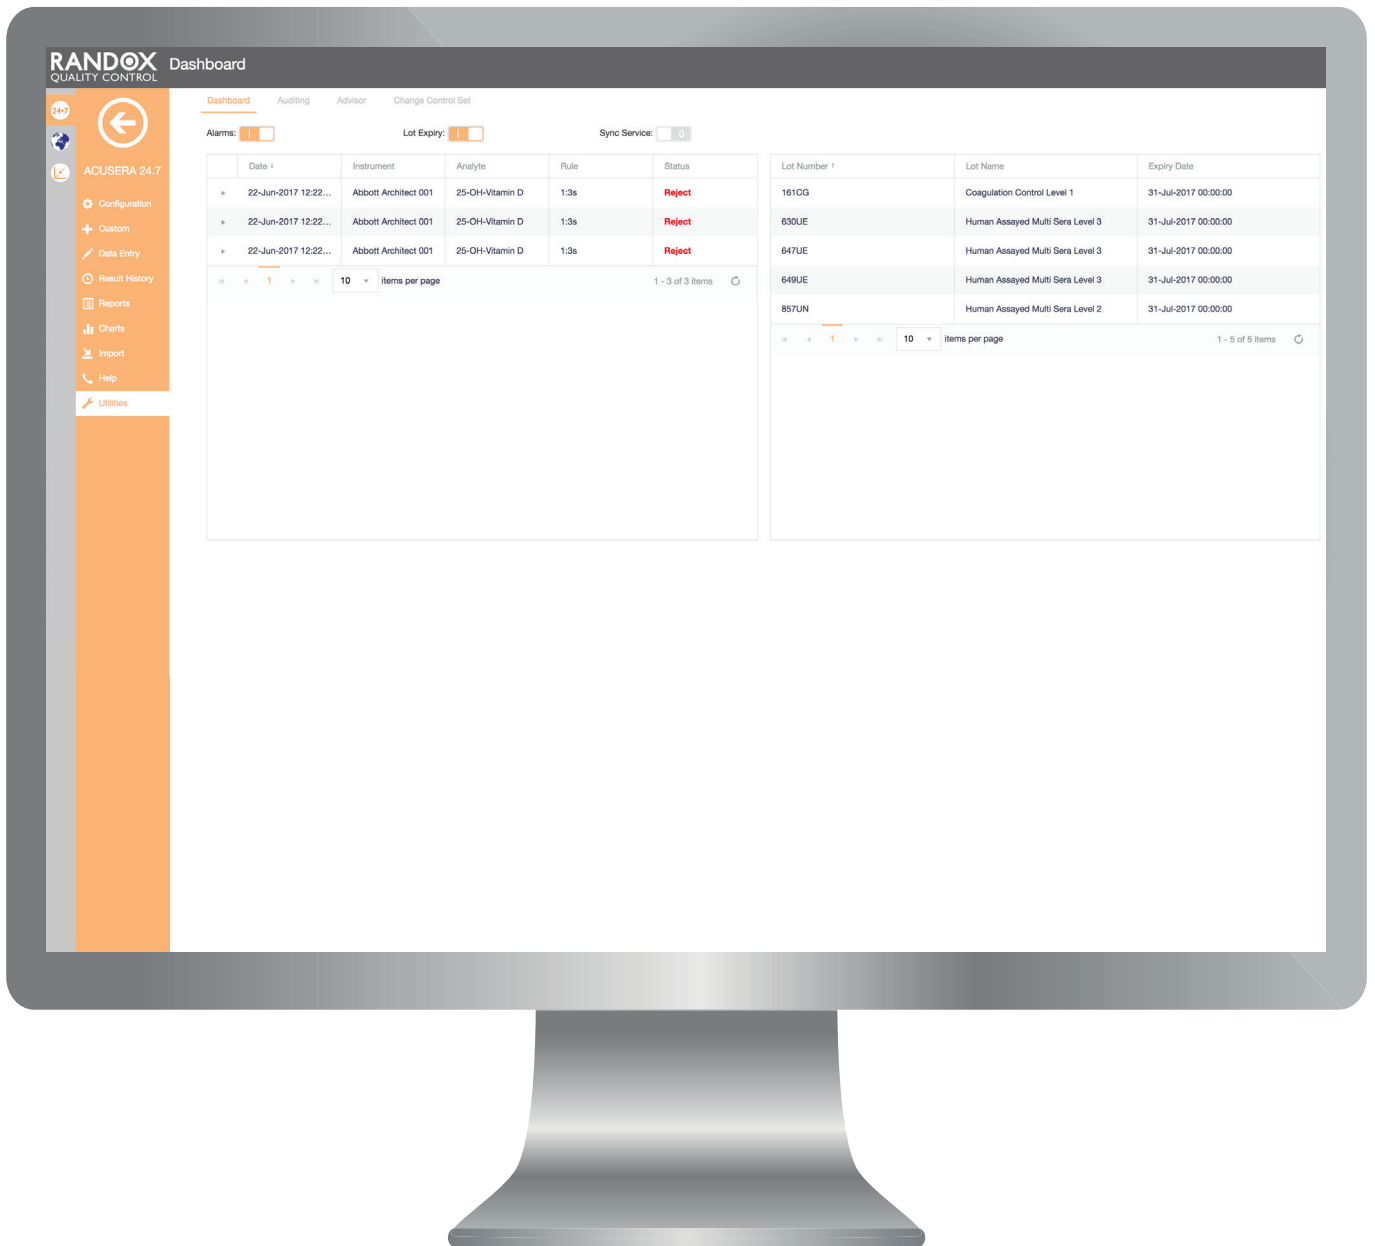 RANDOX
QUALITY CONTROL
Dashboard
24•7
ACUSERA 24.7
Configuration
Custom
Data Entry
Result History
Reports
Charts
Import
Help
Utilities
Dashboard Auditing Advisor Change Control Set
Alarms: Lot Expiry: Sync Service: 0
Date Instrument Analyte Rule Status
22-Jun-2017 12:22... Abbott Architect 001 25-OH-Vitamin D 1:3s Reject
22-Jun-2017 12:22... Abbott Architect 001 25-OH-Vitamin D 1:3s Reject
22-Jun-2017 12:22... Abbott Architect 001 25-OH-Vitamin D 1:3s Reject
1 10 items per page 1 - 3 of 3 items
Lot Number Lot Name Expiry Date
161CG Coagulation Control Level 1 31-Jul-2017 00:00:00
630UE Human Assayed Multi Sera Level 3 31-Jul-2017 00:00:00
647UE Human Assayed Multi Sera Level 3 31-Jul-2017 00:00:00
649UE Human Assayed Multi Sera Level 3 31-Jul-2017 00:00:00
857UN Human Assayed Multi Sera Level 2 31-Jul-2017 00:00:00
1 10 items per page 1 - 5 of 5 items